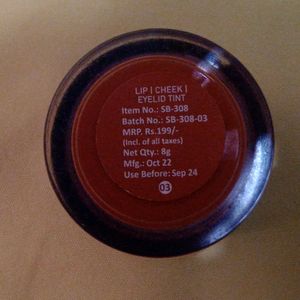 LIP | CHEEK |
EYELID TINT
Item No.: SB-308
Batch No.: SB-308-03
MRP. Rs.199/-
(Incl. of all taxes)
Net Qty.: 8g
Mfg.: Oct 22
Use Before: Sep 24
03